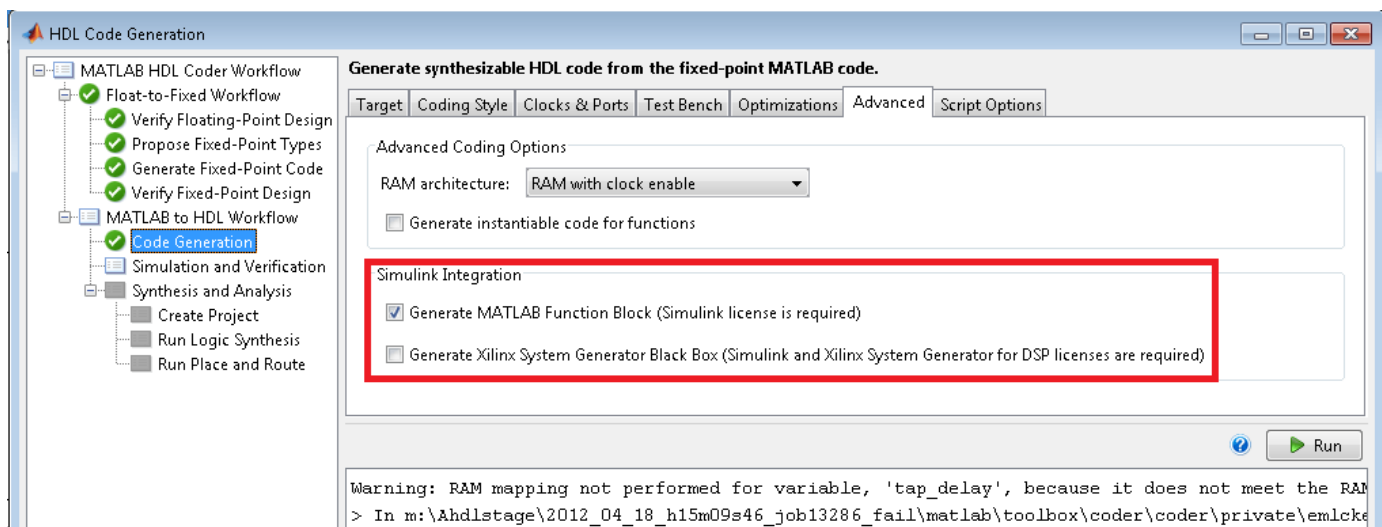 HDL Code Generation
MATLAB HDL Coder Workflow
Float-to-Fixed Workflow
Verify Floating-Point Design
Propose Fixed-Point Types
Generate Fixed-Point Code
Verify Fixed-Point Design
MATLAB to HDL Workflow
Code Generation
Simulation and Verification
Synthesis and Analysis
Create Project
Run Logic Synthesis
Run Place and Route
Generate synthesizable HDL code from the fixed-point MATLAB code.
Target Coding Style Clocks & Ports Test Bench Optimizations Advanced Script Options
Advanced Coding Options
RAM architecture: RAM with clock enable
Generate instantiable code for functions
Simulink Integration
Generate MATLAB Function Block (Simulink license is required)
Generate Xilinx System Generator Black Box (Simulink and Xilinx System Generator for DSP licenses are required)
Run
Warning: RAM mapping not performed for variable, 'tap_delay', because it does not meet the RAM
> In m:\Ahdlstage\2012_04_18_h15m09s46_job13286_fail\matlab\toolbox\coder\coder\private\emlcke